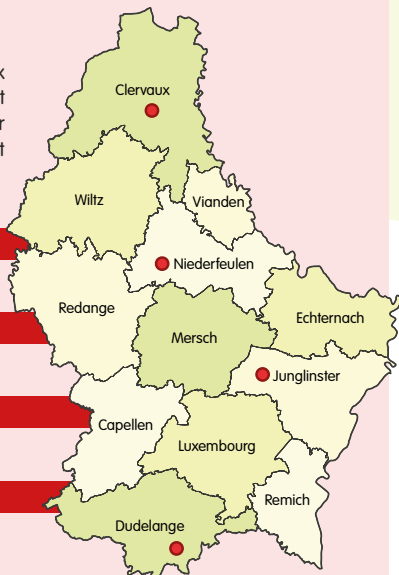 x
t
r
t
Clervaux
Wiltz
Vianden
Niederfeulen
Redange
Echternach
Mersch
Junglinster
Capellen
Luxembourg
Remich
Dudelange